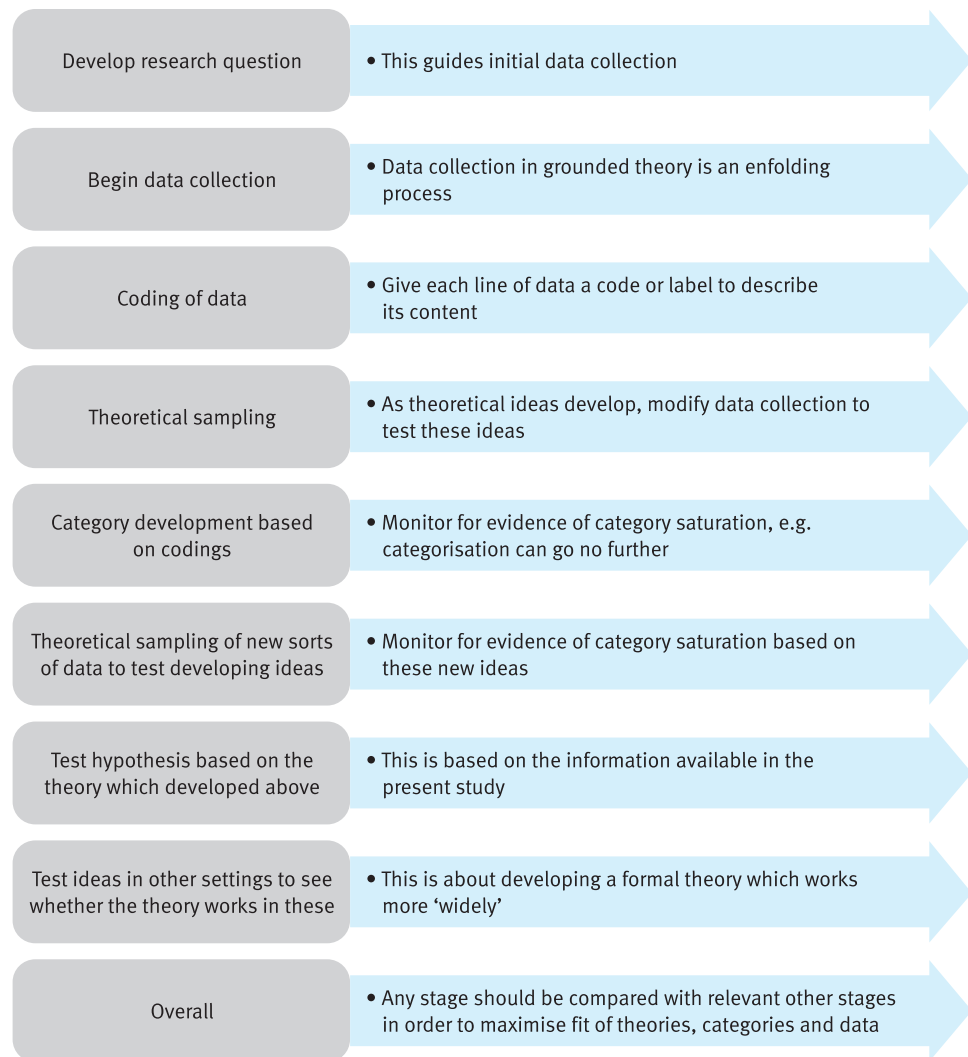 Develop research question
• This guides initial data collection
Begin data collection
• Data collection in grounded theory is an enfolding
process
Coding of data
• Give each line of data a code or label to describe
its content
Theoretical sampling
• As theoretical ideas develop, modify data collection to
test these ideas
Category development based
on codings
• Monitor for evidence of category saturation, e.g.
categorisation can go no further
Theoretical sampling of new sorts
of data to test developing ideas
• Monitor for evidence of category saturation based on
these new ideas
Test hypothesis based on the
theory which developed above
• This is based on the information available in the
present study
Test ideas in other settings to see
whether the theory works in these
• This is about developing a formal theory which works
more ‘widely’
Overall
• Any stage should be compared with relevant other stages
in order to maximise fit of theories, categories and data